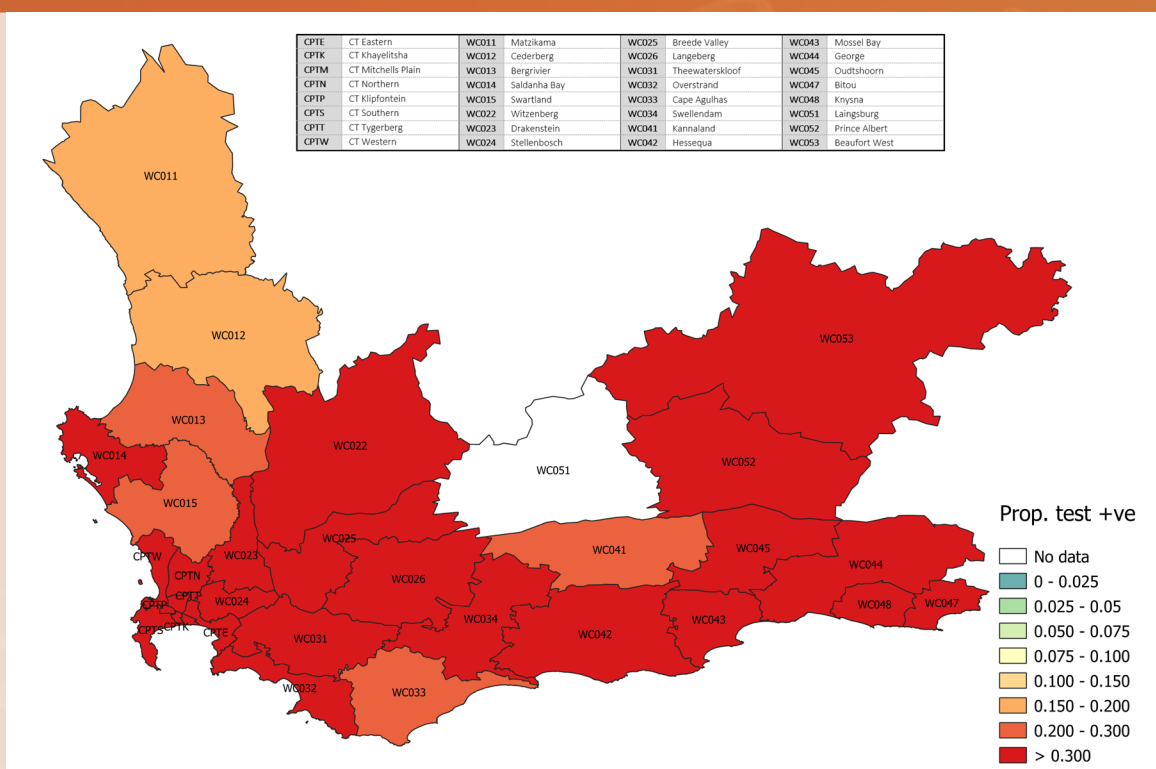 CPTE CT Eastern WC011 Matzikama WC025 Breede Valley WC043 Mossel Bay
CPTK CT Khayelitsha WC012 Cederberg WC026 Langeberg WC044 George
CPTM CT Mitchells Plain WC013 Bergrivier WC031 Theewaterskloof WC045 Oudtshoorn
CPTN CT Northern WC014 Saldanha Bay WC032 Overstrand WC047 Bitou
CPTP CT Klipfontein WC015 Swartland WC033 Cape Agulhas WC048 Knysna
CPTS CT Southern WC022 Witzenberg WC034 Swellendam WC051 Laingsburg
CPTT CT Tygerberg WC023 Drakenstein WC041 Kannaland WC052 Prince Albert
CPTW CT Western WC024 Stellenbosch WC042 Hessequa WC053 Beaufort West
WC011
WC012
WC053
WC013
WC022
WC014
WC052
WC051
WC015
WC025
WC041
WC045
CPTW
WC023
WC044
CPTN
WC026
CPTT
WC024
CPTP
WC048
WC047
WC034
WC043
CPTS
CPTK
CPTE
WC031
WC042
WC032
WC033
Prop. test +ve
No data
0 - 0.025
0.025 - 0.05
0.050 - 0.075
0.075 - 0.100
0.100 - 0.150
0.150 - 0.200
0.200 - 0.300
> 0.300